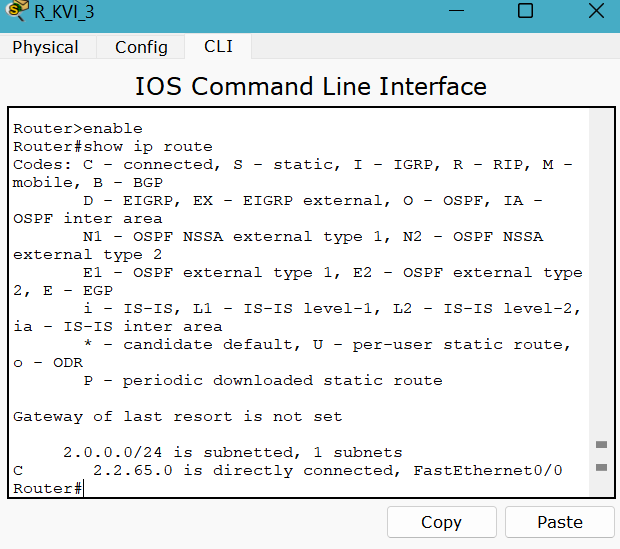 R_KVI_3
Physical Config CLI
IOS Command Line Interface
Router>enable
Router#show ip route
Codes: C - connected, S - static, I - IGRP, R - RIP, M -
mobile, B - BGP
       D - EIGRP, EX - EIGRP external, O - OSPF, IA -
OSPF inter area
       N1 - OSPF NSSA external type 1, N2 - OSPF NSSA
external type 2
       E1 - OSPF external type 1, E2 - OSPF external type
2, E - EGP
       i - IS-IS, L1 - IS-IS level-1, L2 - IS-IS level-2,
ia - IS-IS inter area
       * - candidate default, U - per-user static route,
o - ODR
       P - periodic downloaded static route
Gateway of last resort is not set
     2.0.0.0/24 is subnetted, 1 subnets
C       2.2.65.0 is directly connected, FastEthernet0/0
Router#
Copy Paste